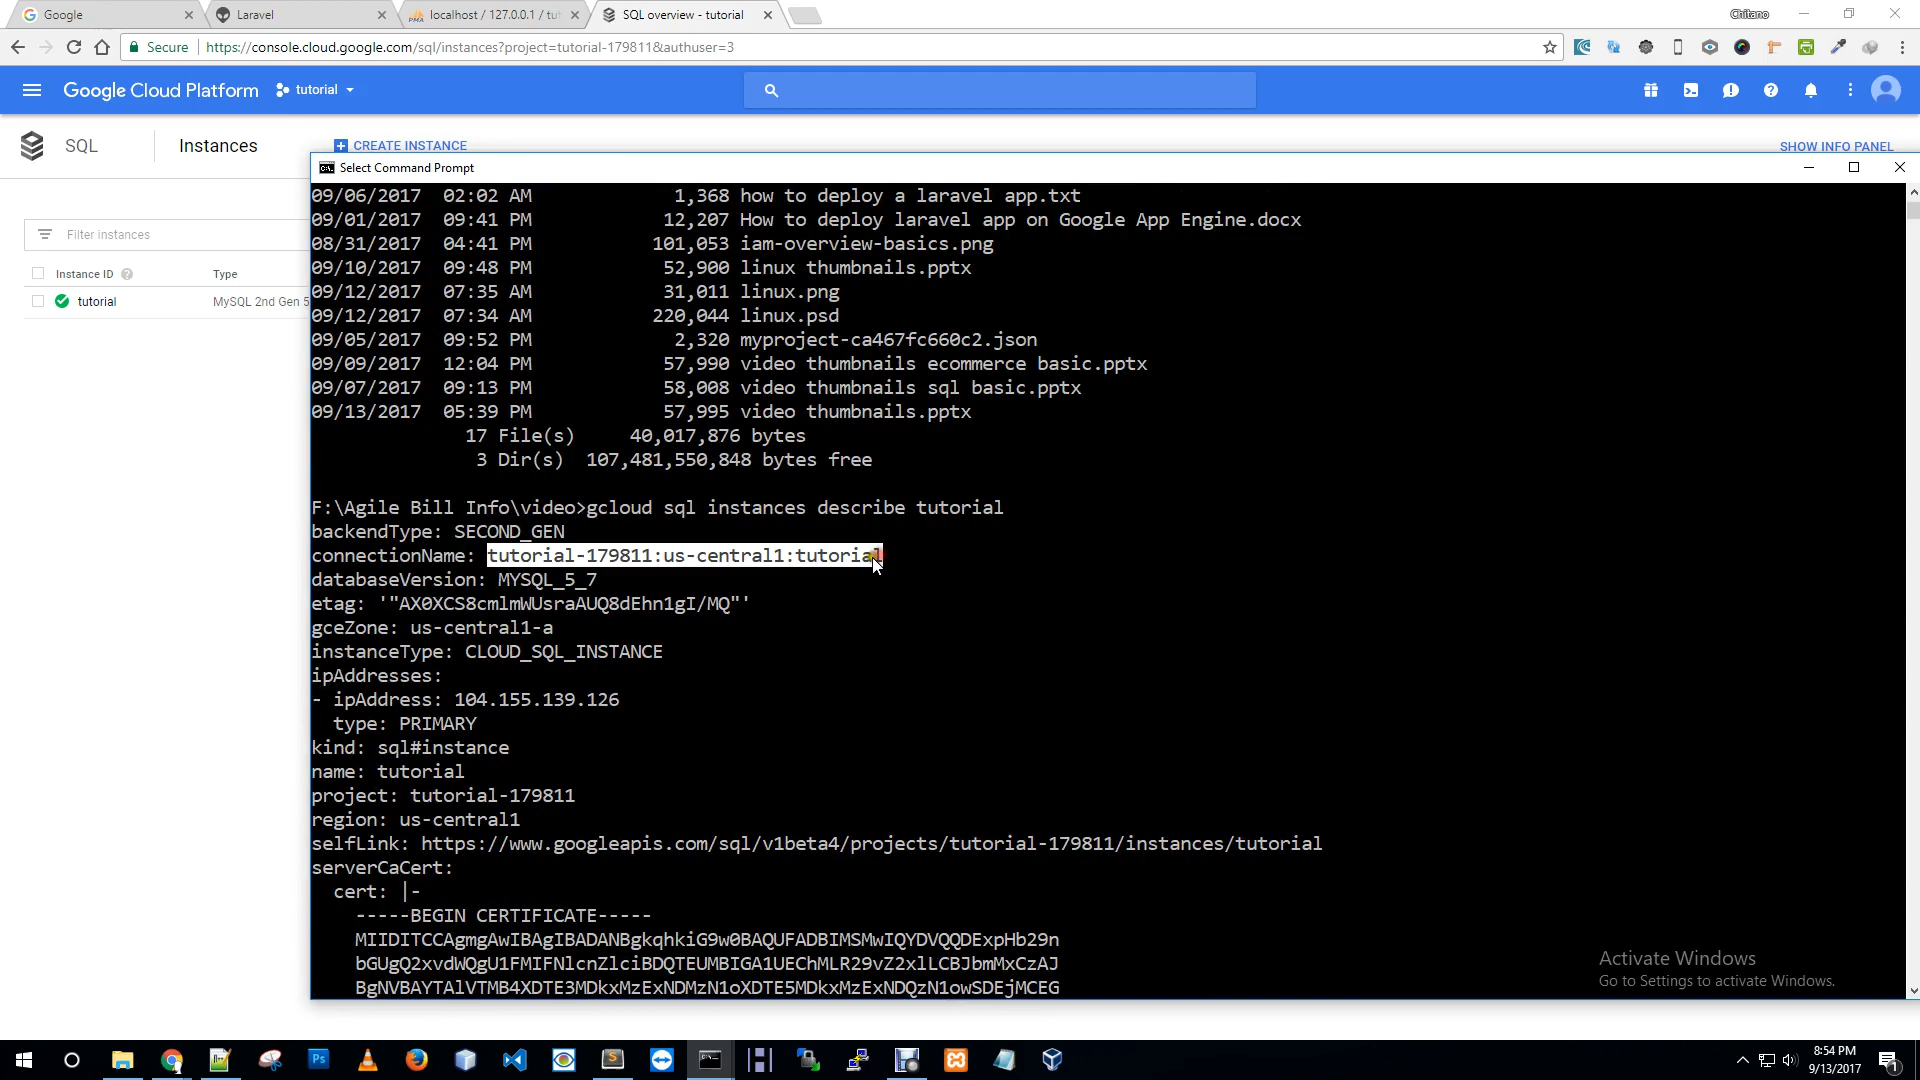 Google
Laravel
localhost / 127.0.0.1 / tut
SQL overview - tutorial
Chitano
Secure
https://console.cloud.google.com/sql/instances?project=tutorial-179811&authuser=3
Google Cloud Platform
tutorial
SQL
Instances
CREATE INSTANCE
SHOW INFO PANEL
Filter instances
Instance ID
Type
tutorial
MySQL 2nd Gen 5
Select Command Prompt
09/06/2017  02:02 AM             1,368 how to deploy a laravel app.txt
09/01/2017  09:41 PM            12,207 How to deploy laravel app on Google App Engine.docx
08/31/2017  04:41 PM           101,053 iam-overview-basics.png
09/10/2017  09:48 PM            52,900 linux thumbnails.pptx
09/12/2017  07:35 AM            31,011 linux.png
09/12/2017  07:34 AM           220,044 linux.psd
09/05/2017  09:52 PM             2,320 myproject-ca467fc660c2.json
09/09/2017  12:04 PM            57,990 video thumbnails ecommerce basic.pptx
09/07/2017  09:13 PM            58,008 video thumbnails sql basic.pptx
09/13/2017  05:39 PM            57,995 video thumbnails.pptx
17 File(s)     40,017,876 bytes
3 Dir(s)  107,481,550,848 bytes free
F:\Agile Bill Info\video>gcloud sql instances describe tutorial
backendType: SECOND_GEN
connectionName: tutorial-179811:us-central1:tutorial
databaseVersion: MYSQL_5_7
etag: '"AX0XCS8cmlmWUsraAUQ8dEhn1gI/MQ"'
gceZone: us-central1-a
instanceType: CLOUD_SQL_INSTANCE
ipAddresses:
- ipAddress: 104.155.139.126
type: PRIMARY
kind: sql#instance
name: tutorial
project: tutorial-179811
region: us-central1
selfLink: https://www.googleapis.com/sql/v1beta4/projects/tutorial-179811/instances/tutorial
serverCaCert:
cert: |-
-----BEGIN CERTIFICATE-----
MIIDITCCAgmgAwIBAgIBADANBgkqhkiG9w0BAQUFADBIMSMwIQYDVQQDExpHb29n
bGUgQ2xvdWQgU1FMIFNlcnZlciBDQTEUMBIGA1UEChMLR29vZ2xlLCBJbmMxCzAJ
BgNVBAYTAlVTMB4XDTE3MDkxMzExNDMzN1oXDTE5MDkxMzExNDQzN1owSDEjMCEG
Activate Windows
Go to Settings to activate Windows.
8:54 PM
9/13/2017